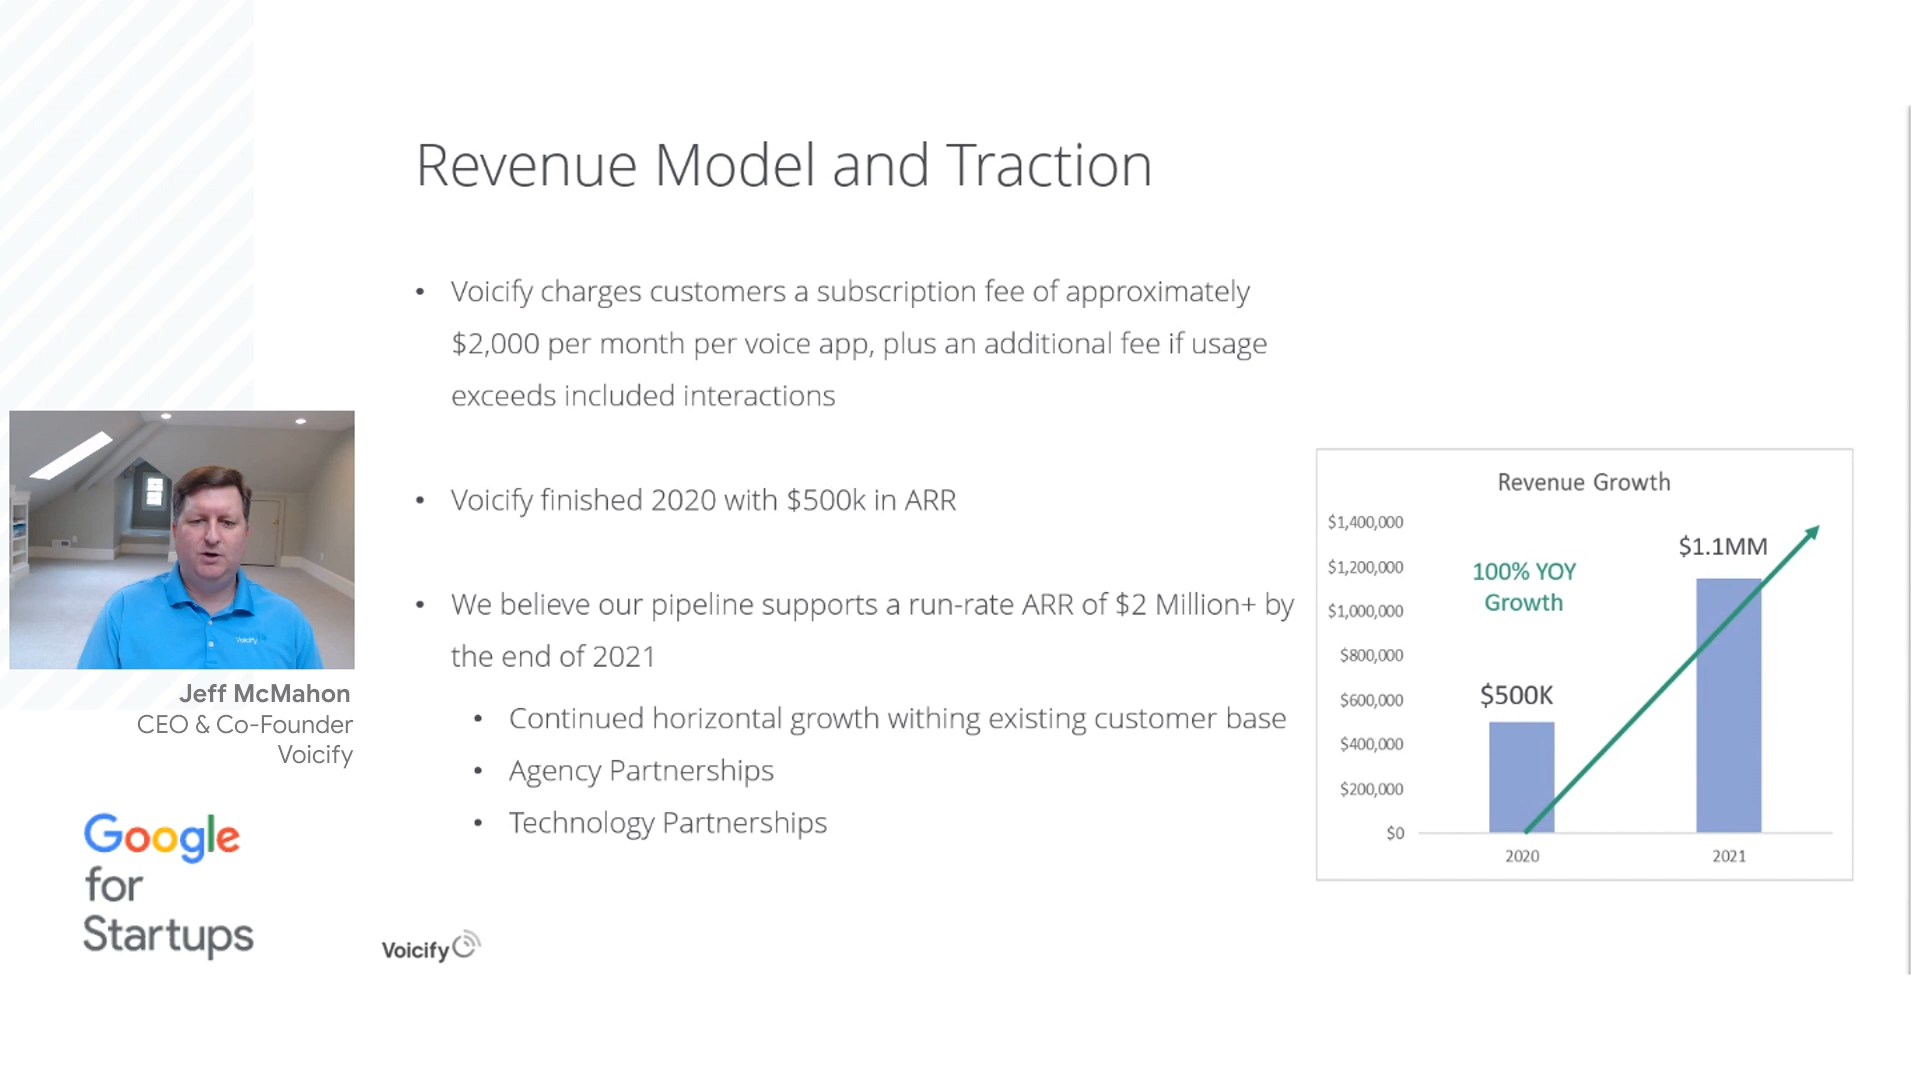 Revenue Model and Traction
• Voicify charges customers a subscription fee of approximately
$2,000 per month per voice app, plus an additional fee if usage
exceeds included interactions
• Voicify finished 2020 with $500k in ARR
• We believe our pipeline supports a run-rate ARR of $2 Million+ by
the end of 2021
• Continued horizontal growth withing existing customer base
• Agency Partnerships
• Technology Partnerships
Revenue Growth
$1,400,000
$1,200,000
$1,000,000
$800,000
$600,000
$400,000
$200,000
$0
100% YOY
Growth
$500K
$1.1MM
2020
2021
Voicify
Jeff McMahon
CEO & Co-Founder
Voicify
Google
for
Startups
Voicify